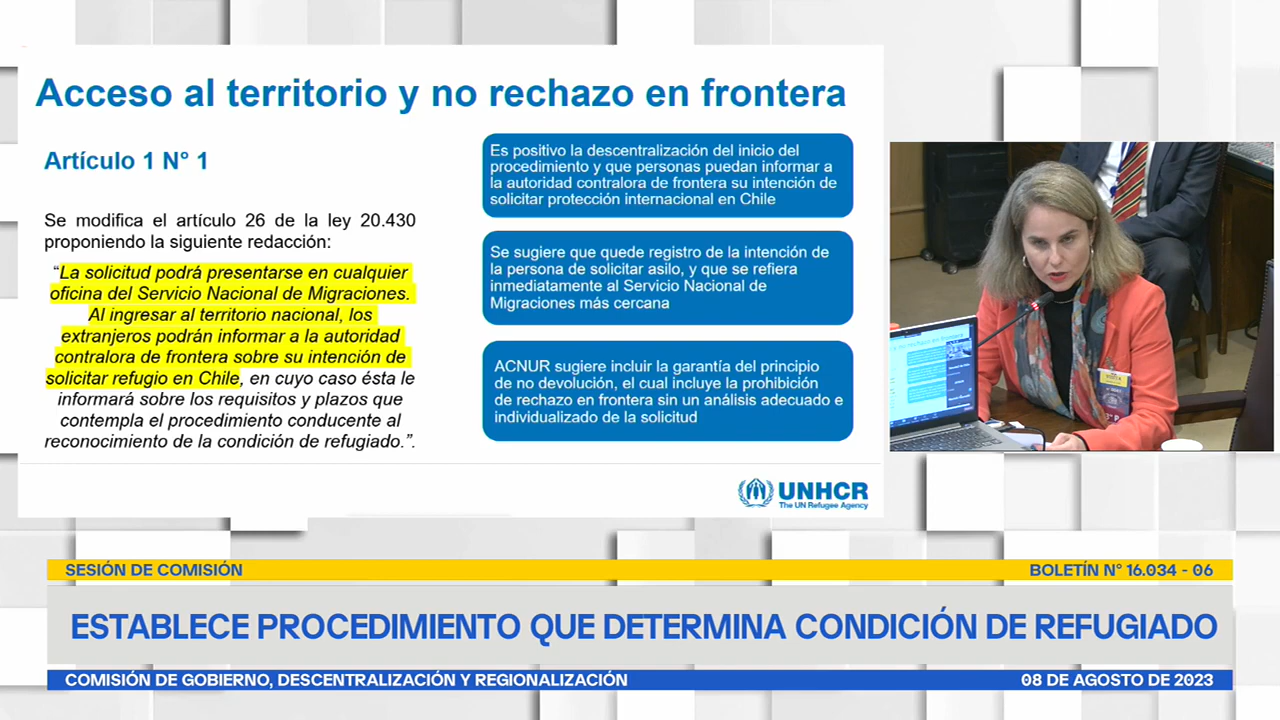 Acceso al territorio y no rechazo en frontera
Artículo 1 N° 1
Se modifica el artículo 26 de la ley 20.430
proponiendo la siguiente redacción:
“La solicitud podrá presentarse en cualquier
oficina del Servicio Nacional de Migraciones.
Al ingresar al territorio nacional, los
extranjeros podrán informar a la autoridad
contralora de frontera sobre su intención de
solicitar refugio en Chile, en cuyo caso ésta le
informará sobre los requisitos y plazos que
contempla el procedimiento conducente al
reconocimiento de la condición de refugiado.”.
Es positivo la descentralización del inicio del
procedimiento y que personas puedan informar a
la autoridad contralora de frontera su intención de
solicitar protección internacional en Chile
Se sugiere que quede registro de la intención de
la persona de solicitar asilo, y que se refiera
inmediatamente al Servicio Nacional de
Migraciones más cercana
ACNUR sugiere incluir la garantía del principio
de no devolución, el cual incluye la prohibición
de rechazo en frontera sin un análisis adecuado e
individualizado de la solicitud
UNHCR
The UN Refugee Agency
SESIÓN DE COMISIÓN
BOLETÍN N° 16.034 - 06
ESTABLECE PROCEDIMIENTO QUE DETERMINA CONDICIÓN DE REFUGIADO
COMISIÓN DE GOBIERNO, DESCENTRALIZACIÓN Y REGIONALIZACIÓN
08 DE AGOSTO DE 2023